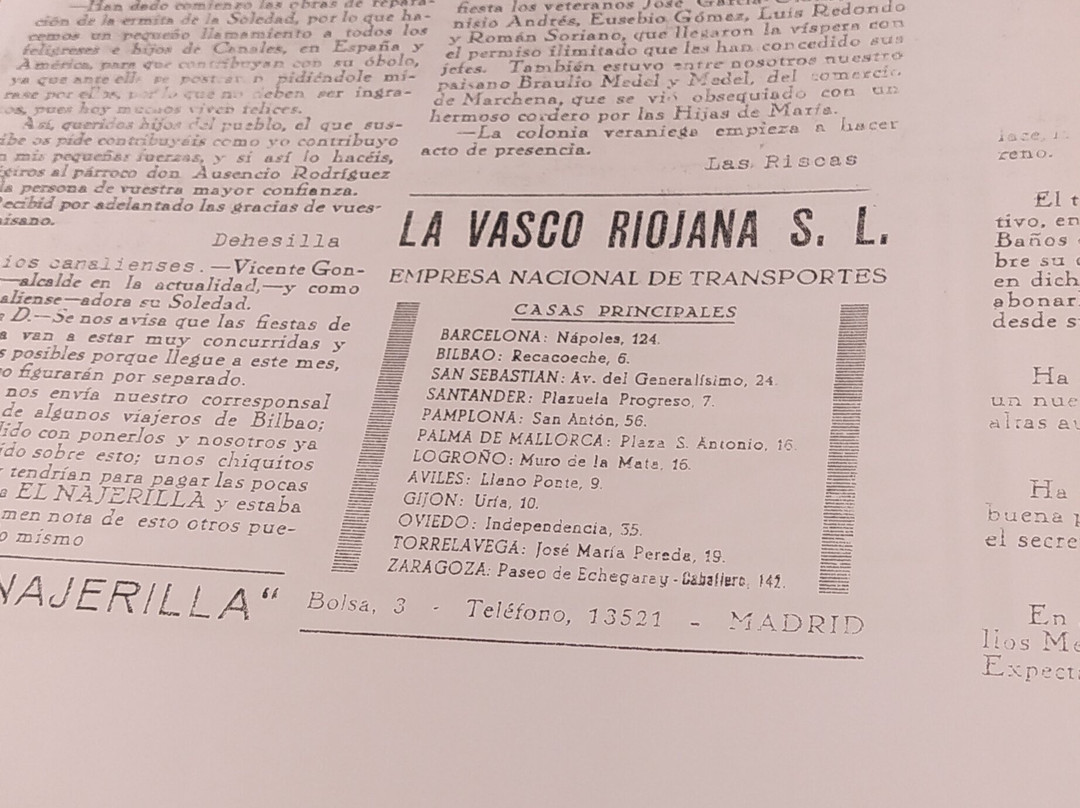 —Han dado comienzo las obras de repara-
ción de la ermita de la Soledad, por lo que ha-
cemos un pequeño llamamiento a todos los
feligreses e hijos de Canales, en España y
América, para que contribuyan con su óbolo,
ya que ante ella se postraron pidiéndole mi-
rase por ellos, por lo que no deben ser ingra-
tos, pues hoy muchos viven felices.
Así, queridos hijos del pueblo, el que sus-
ribe os pide contribuyáis como yo contribuyo
n mis pequeñas fuerzas, y si así lo hacéis,
igiros al párroco don Ausencio Rodríguez
la persona de vuestra mayor confianza.
Recibid por adelantado las gracias de vues-
aisano.
Dehesilla
ios canalienses.—Vicente Gon-
—alcalde en la actualidad,—y como
aliense—adora su Soledad.
D.—Se nos avisa que las fiestas de
a van a estar muy concurridas y
s posibles porque llegue a este mes,
o figurarán por separado.
nos envía nuestro corresponsal
de algunos viajeros de Bilbao;
dido con ponerlos y nosotros ya
ido sobre esto; unos chiquitos
tendrían para pagar las pocas
a EL NAJERILLA y estaba
men nota de esto otros pue-
o mismo
NAJERILLA"
fiesta los veteranos José
nisio Andrés, Eusebio Gómez, Luis Redondo
y Román Soriano, que llegaron la víspera con
el permiso ilimitado que les han concedido sus
jefes. También estuvo entre nosotros nuestro
paisano Braulio Medel y Medel, del comercio
de Marchena, que se vió obsequiado con un
hermoso cordero por las Hijas de María.
—La colonia veraniega empieza a hacer
acto de presencia.
Las Riscas
LA VASCO RIOJANA S. L.
EMPRESA NACIONAL DE TRANSPORTES
CASAS PRINCIPALES
BARCELONA: Nápoles, 124.
BILBAO: Recacoeche, 6.
SAN SEBASTIAN: Av. del Generalísimo, 24.
SANTANDER: Plazuela Progreso, 7.
PAMPLONA: San Antón, 56.
PALMA DE MALLORCA: Plaza S. Antonio, 16.
LOGROÑO: Muro de la Mata, 16.
AVILES: Llano Ponte, 9.
GIJON: Uría, 10.
OVIEDO: Independencia, 35.
TORRELAVEGA: José María Pereda, 19.
ZARAGOZA: Paseo de Echegaray-Caballero, 142.
Bolsa, 3 - Teléfono, 13521 - MADRID
reno.
El t
tivo, en
Baños
bre su
en dich
abonar
desde s
Ha
un nue
altas au
Ha
buena p
el secre
En
llos Me
Expecta